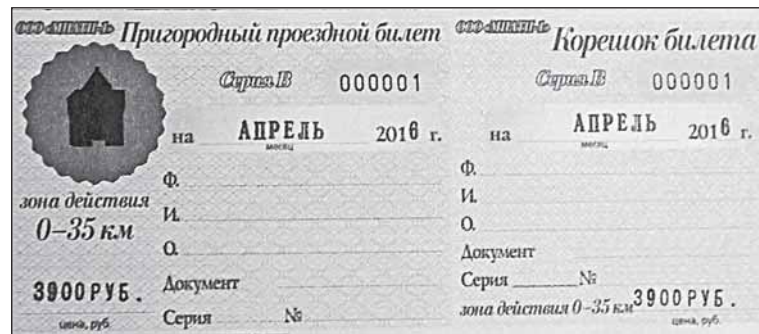 Пригородный проездной билет
Серия В 000001
на АПРЕЛЬ 2016 г.
месяц
Ф.
И.
О.
зона действия
0–35 км
Документ
Серия № 
3900 РУБ.
цена, руб.
Корешок билета
Серия В 000001
на АПРЕЛЬ 2016 г.
месяц
Ф.
И.
О.
Документ
Серия №
зона действия 0–35 км 3900 РУБ.
цена, руб.